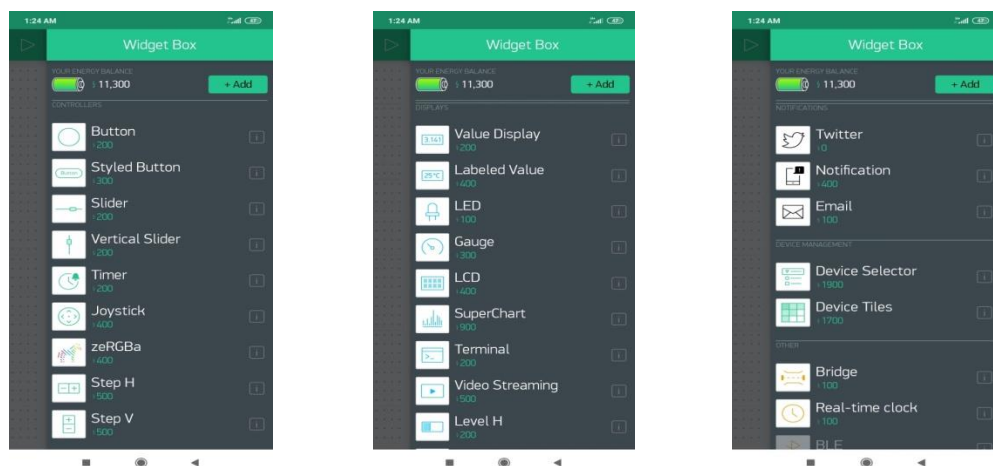 1:24 AM
Widget Box
YOUR ENERGY BALANCE
11,300
+ Add
CONTROLLERS
Button
200
Button
Styled Button
300
Slider
200
Vertical Slider
200
Timer
200
Joystick
400
zeRGBa
400
Step H
500
Step V
500
1:24 AM
Widget Box
YOUR ENERGY BALANCE
11,300
+ Add
DISPLAYS
3.141
Value Display
200
25°C
Labeled Value
400
LED
100
Gauge
300
LCD
400
SuperChart
900
Terminal
200
Video Streaming
500
Level H
200
1:24 AM
Widget Box
YOUR ENERGY BALANCE
11,300
+ Add
NOTIFICATIONS
Twitter
0
Notification
400
Email
100
DEVICE MANAGEMENT
Device Selector
1900
Device Tiles
1700
OTHER
Bridge
100
Real-time clock
100
BLE